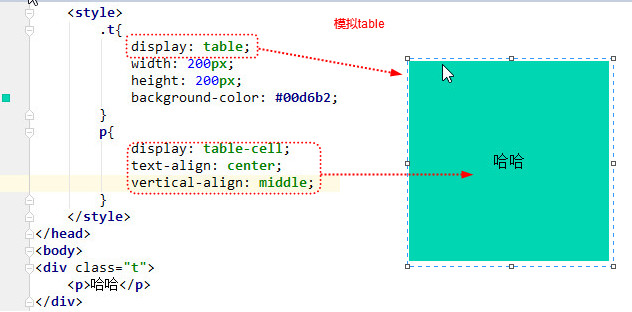 <style>
模拟table
.t{
display: table;
width: 200px;
height: 200px;
background-color: #00d6b2;
}
p{
display: table-cell;
text-align: center;
vertical-align: middle;
}
</style>
</head>
<body>
<div class="t">
<p>哈哈</p>
</div>
哈哈